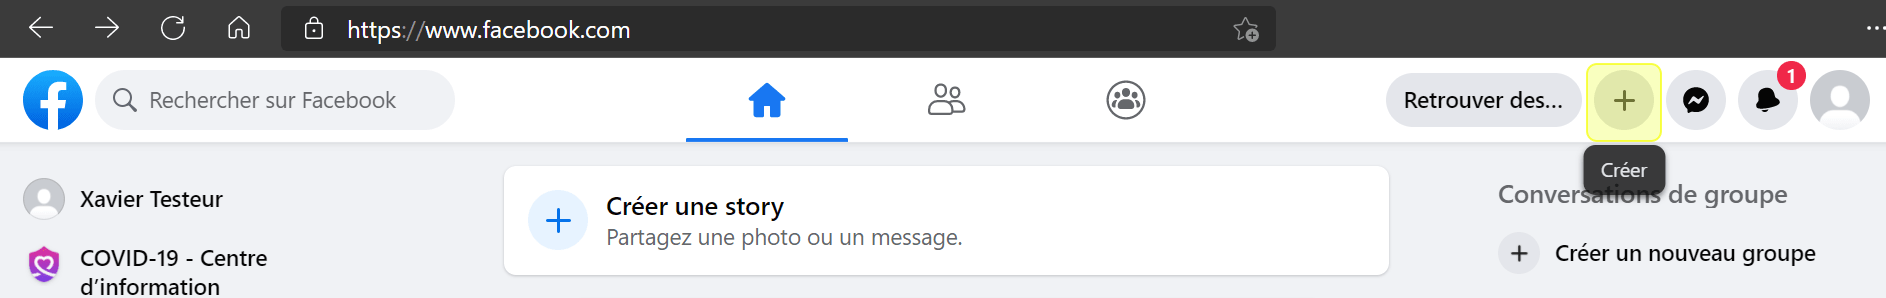 https://www.facebook.com
Rechercher sur Facebook
Retrouver des...
1
Créer
Xavier Testeur
COVID-19 - Centre
d’information
Créer une story
Partagez une photo ou un message.
Conversations de groupe
Créer un nouveau groupe